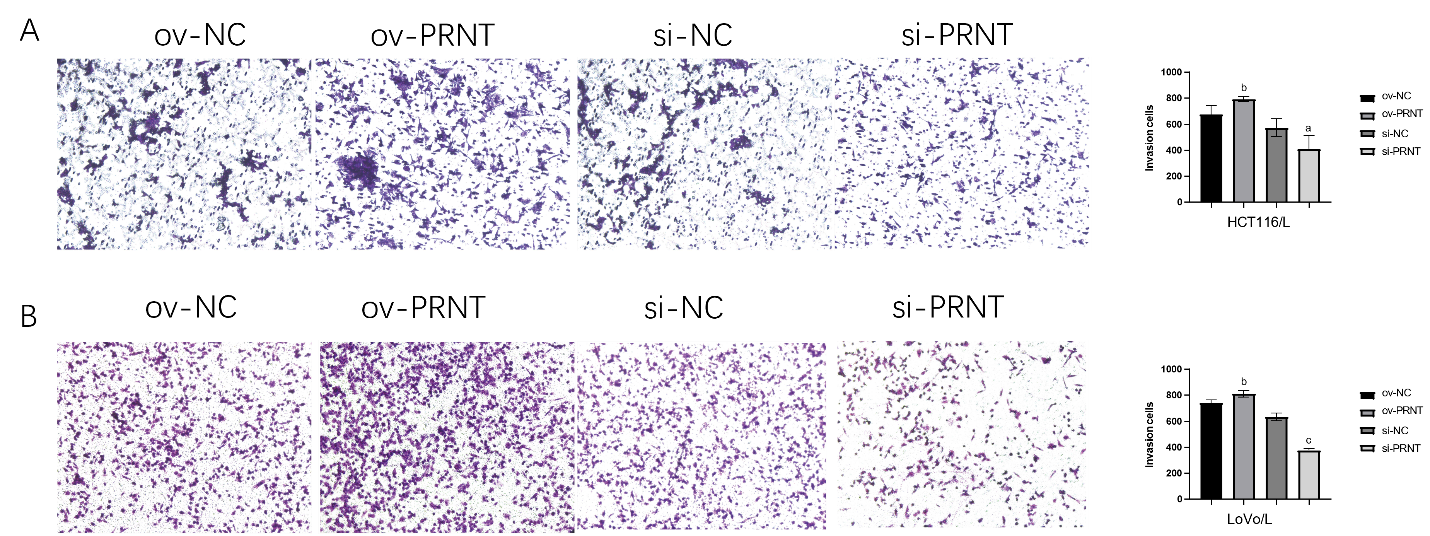 A
ov-NC
ov-PRNT
si-NC
si-PRNT
1000
800
600
400
200
0
Invasion cells
b
a
HCT116/L
ov-NC
ov-PRNT
si-NC
si-PRNT
B
ov-NC
ov-PRNT
si-NC
si-PRNT
1000
800
600
400
200
0
Invasion cells
b
c
LoVo/L
ov-NC
ov-PRNT
si-NC
si-PRNT